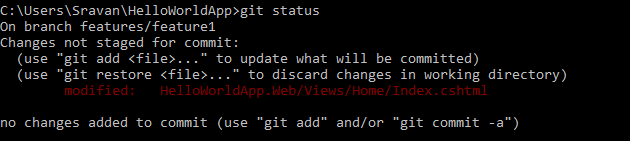 C:\Users\Sravan\HelloWorldApp>git status
On branch features/feature1
Changes not staged for commit:
  (use "git add <file>..." to update what will be committed)
  (use "git restore <file>..." to discard changes in working directory)
        modified:   HelloWorldApp.Web/Views/Home/Index.cshtml
no changes added to commit (use "git add" and/or "git commit -a")